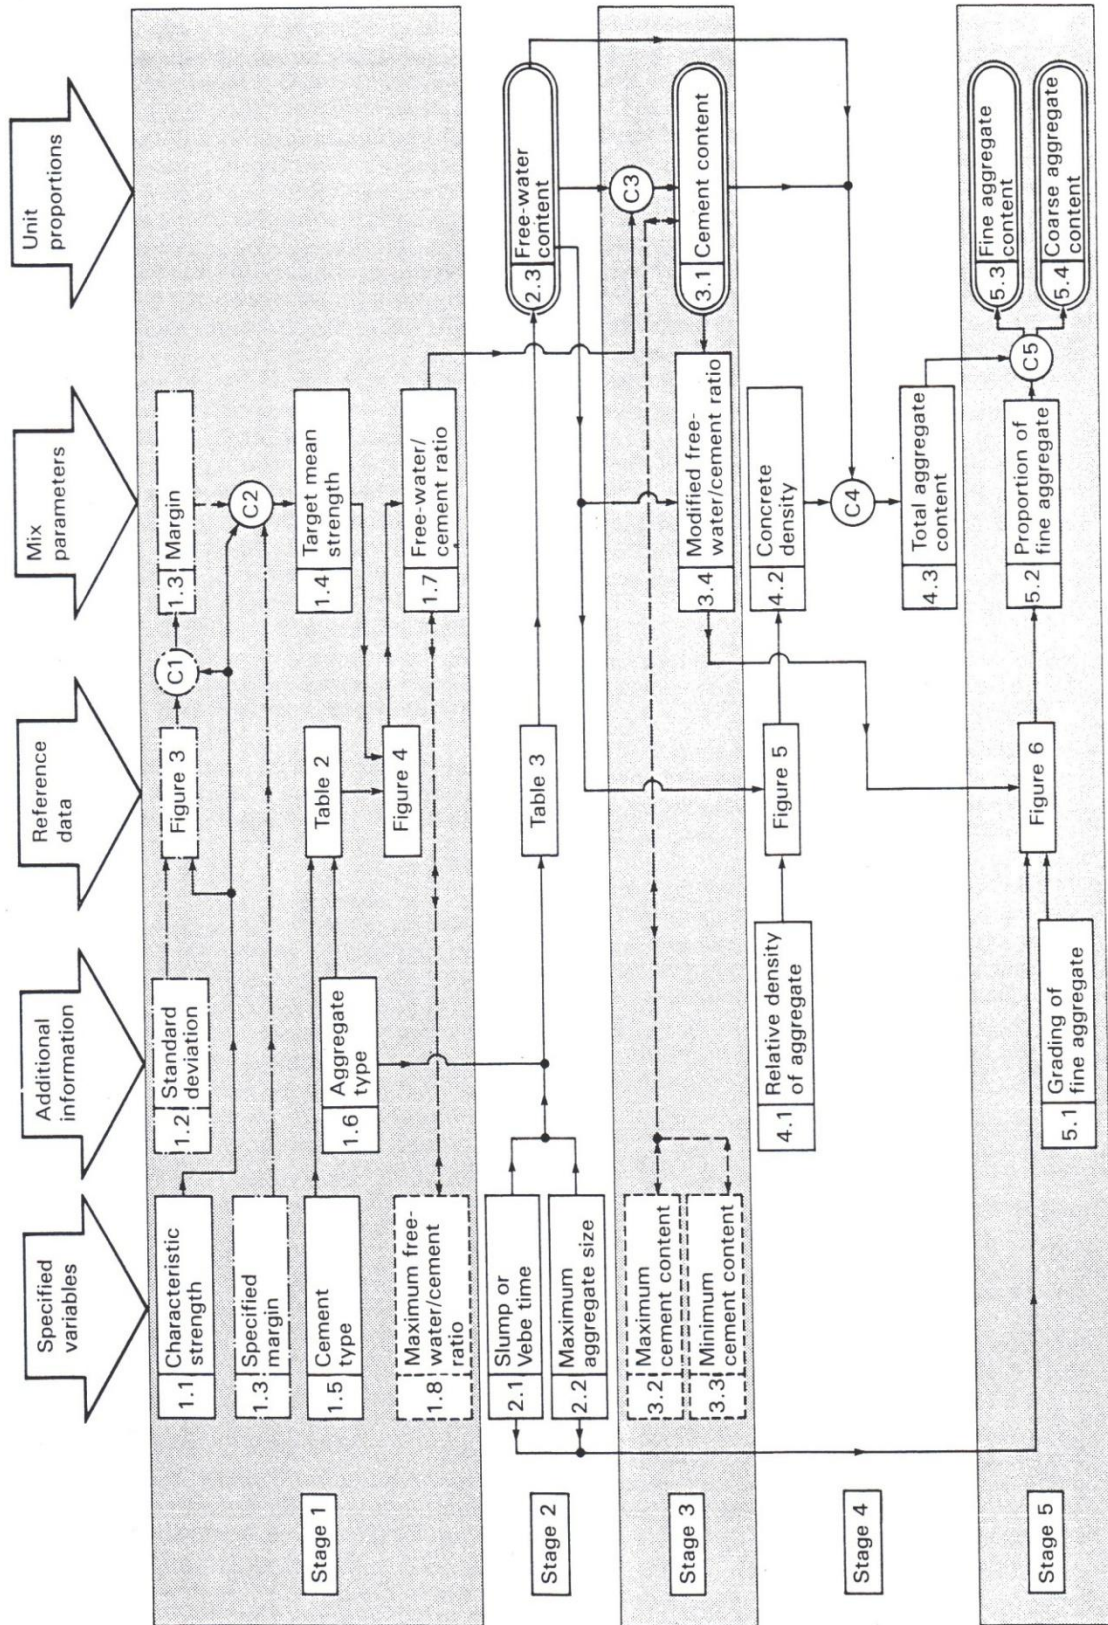 Specified
variables
Additional
information
Reference
data
Mix
parameters
Unit
proportions
Stage 1
1.1 Characteristic
strength
1.2 Standard
deviation
Figure 3
C1
1.3 Margin
1.3 Specified
margin
C2
1.5 Cement
type
Table 2
1.4 Target mean
strength
1.6 Aggregate
type
Figure 4
1.8 Maximum free-
water/cement
ratio
1.7 Free-water/
cement ratio
Stage 2
2.1 Slump or
Vebe time
2.2 Maximum
aggregate size
Table 3
2.3 Free-water
content
Stage 3
C3
3.2 Maximum
cement content
3.3 Minimum
cement content
3.4 Modified free-
water/cement ratio
3.1 Cement content
Stage 4
4.1 Relative density
of aggregate
Figure 5
4.2 Concrete
density
C4
4.3 Total aggregate
content
Stage 5
5.1 Grading of
fine aggregate
Figure 6
5.2 Proportion of
fine aggregate
C5
5.3 Fine aggregate
content
5.4 Coarse aggregate
content